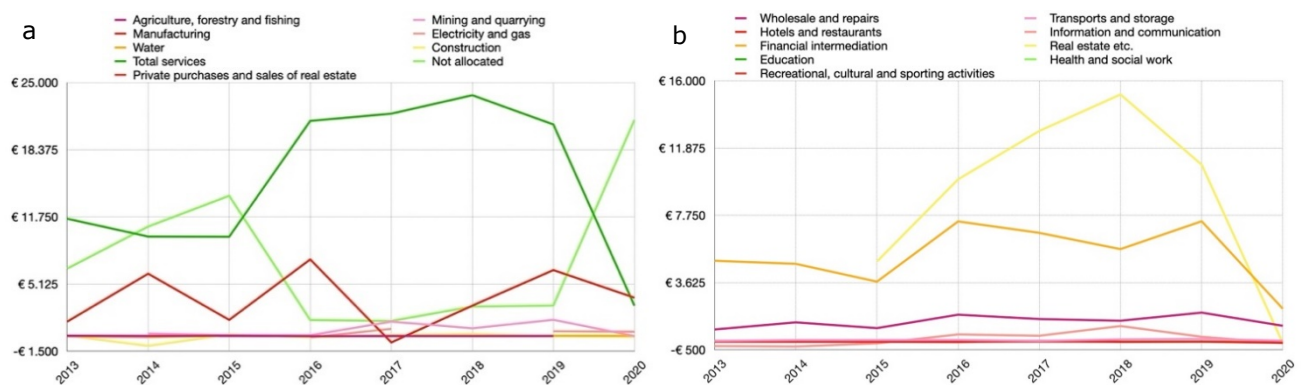 a
Agriculture, forestry and fishing
Manufacturing
Water
Total services
Private purchases and sales of real estate
Mining and quarrying
Electricity and gas
Construction
Not allocated
€ 25.000
€ 18.375
€ 11.750
€ 5.125
-€ 1.500
2013
2014
2015
2016
2017
2018
2019
2020
b
Wholesale and repairs
Hotels and restaurants
Financial intermediation
Education
Recreational, cultural and sporting activities
Transports and storage
Information and communication
Real estate etc.
Health and social work
€ 16.000
€ 11.875
€ 7.750
€ 3.625
-€ 500
2013
2014
2015
2016
2017
2018
2019
2020